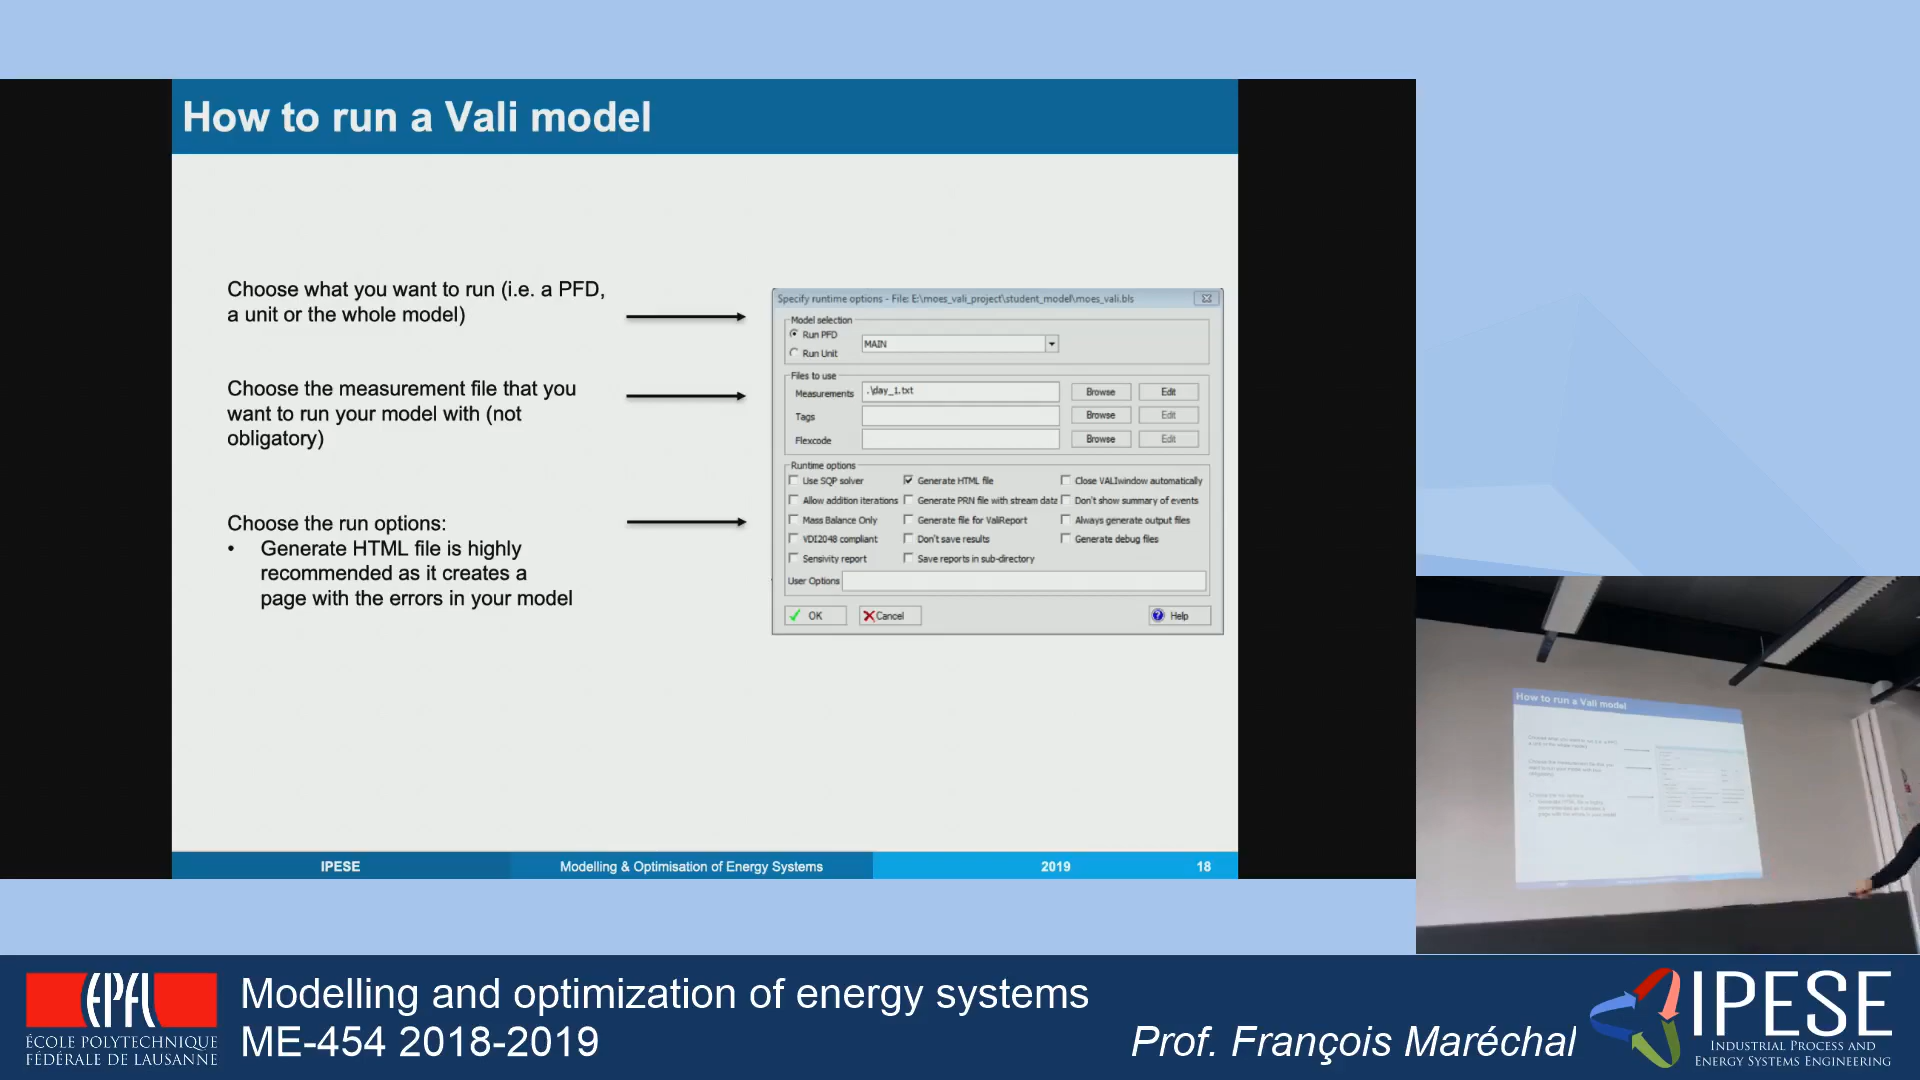 How to run a Vali model
Choose what you want to run (i.e. a PFD,
a unit or the whole model)
Choose the measurement file that you
want to run your model with (not
obligatory)
Choose the run options:
• Generate HTML file is highly
recommended as it creates a
page with the errors in your model
Specify runtime options - File: E:\moes_vali_project\student_model\moes_vali.bls
Model selection
Run PFD
Run Unit
MAIN
Files to use
Measurements .\day_1.txt Browse Edit
Tags Browse Edit
Flexcode Browse Edit
Runtime options
Use SQP solver Generate HTML file Close VALIwindow automatically
Allow addition iterations Generate PRN file with stream data Don't show summary of events
Mass Balance Only Generate file for ValiReport Always generate output files
VDI2048 compliant Don't save results Generate debug files
Sensivity report Save reports in sub-directory
User Options
OK Cancel Help
IPESE Modelling & Optimisation of Energy Systems 2019 18
How to run a Vali model
EPFL
ÉCOLE POLYTECHNIQUE
FÉDÉRALE DE LAUSANNE
Modelling and optimization of energy systems
ME-454 2018-2019
Prof. François Maréchal
IPESE
INDUSTRIAL PROCESS AND
ENERGY SYSTEMS ENGINEERING